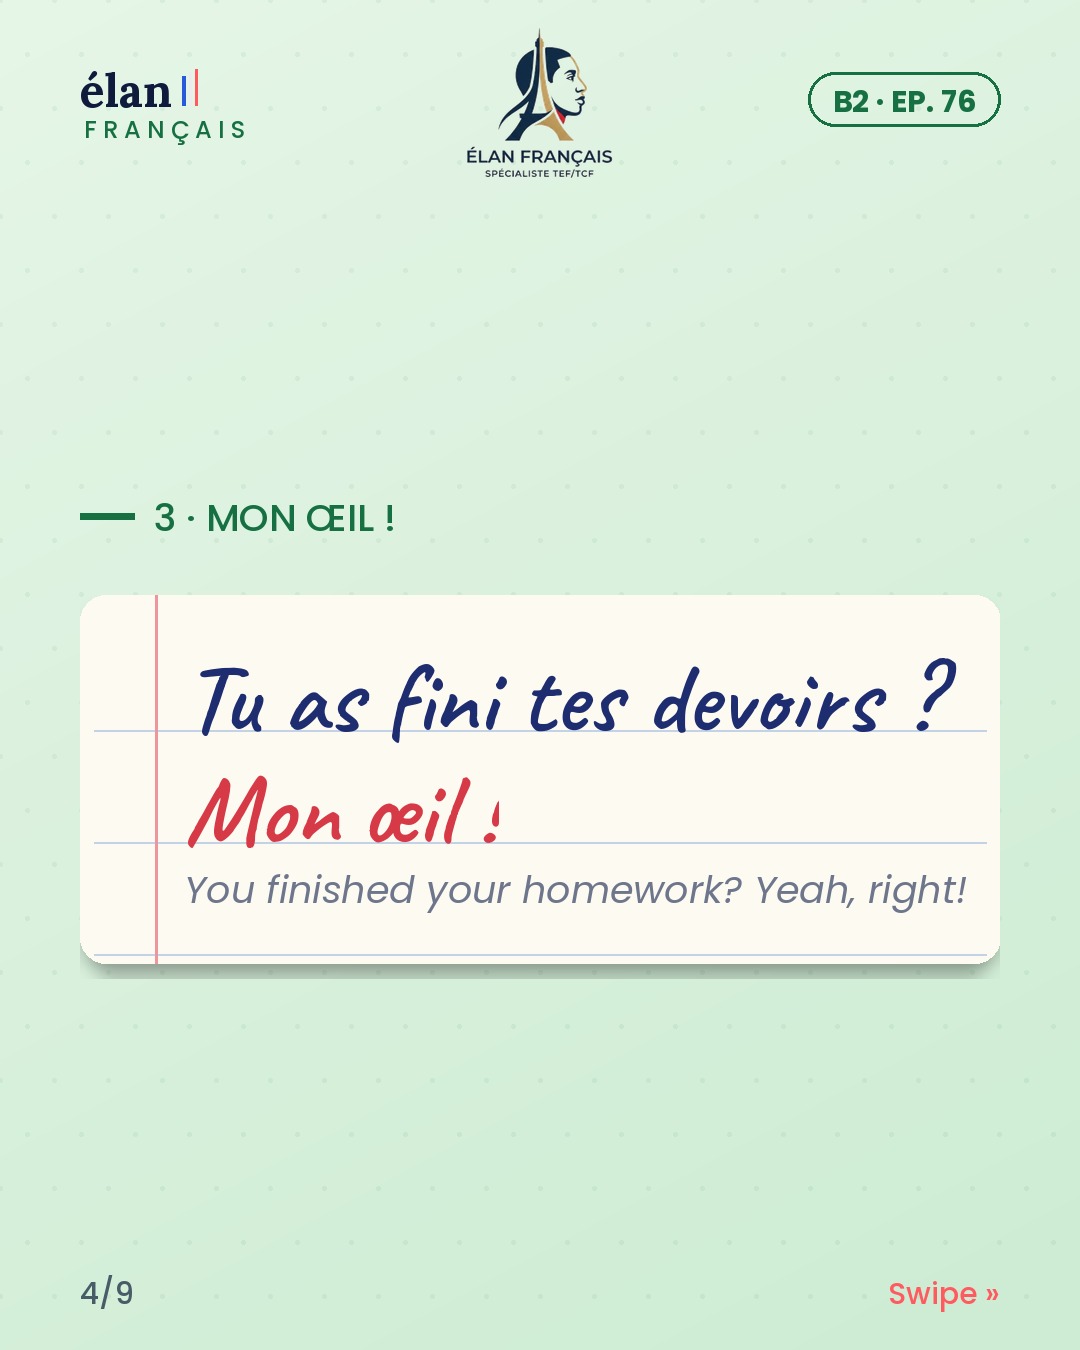 élan
FRANÇAIS
ÉLAN FRANÇAIS
SPÉCIALISTE TEF/TCF
B2 · EP. 76
3 · MON ŒIL !
Tu as fini tes devoirs ?
Mon œil !
You finished your homework? Yeah, right!
4/9
Swipe »